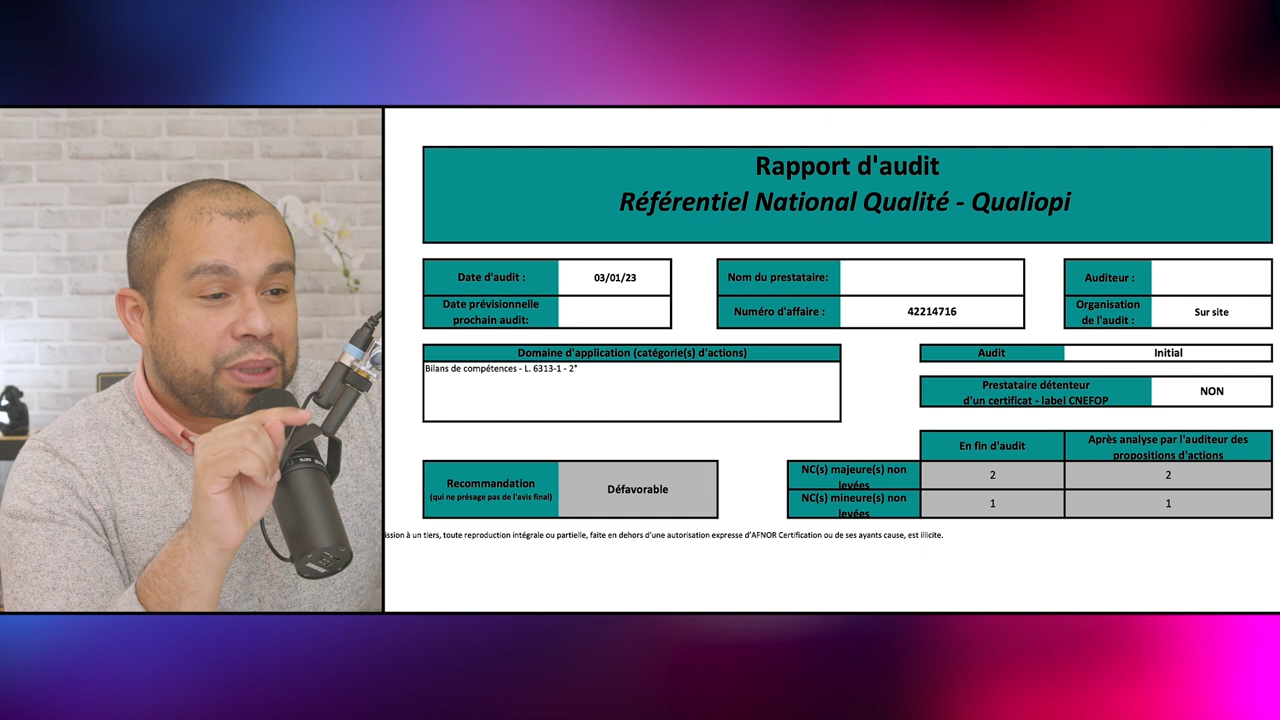 Rapport d'audit
Référentiel National Qualité - Qualiopi
Date d'audit :
03/01/23
Date prévisionnelle
prochain audit:
Nom du prestataire:
Numéro d'affaire :
42214716
Auditeur :
Organisation
de l'audit :
Sur site
Domaine d'application (catégorie(s) d'actions)
Bilans de compétences - L. 6313-1 - 2°
Audit
Initial
Prestataire détenteur
d'un certificat - label CNEFOP
NON
Recommandation
(qui ne présage pas de l'avis final)
Défavorable
En fin d'audit
Après analyse par l'auditeur des
propositions d'actions
NC(s) majeure(s) non
levées
2
2
NC(s) mineure(s) non
levées
1
1
ission à un tiers, toute reproduction intégrale ou partielle, faite en dehors d'une autorisation expresse d'AFNOR Certification ou de ses ayants cause, est illicite.